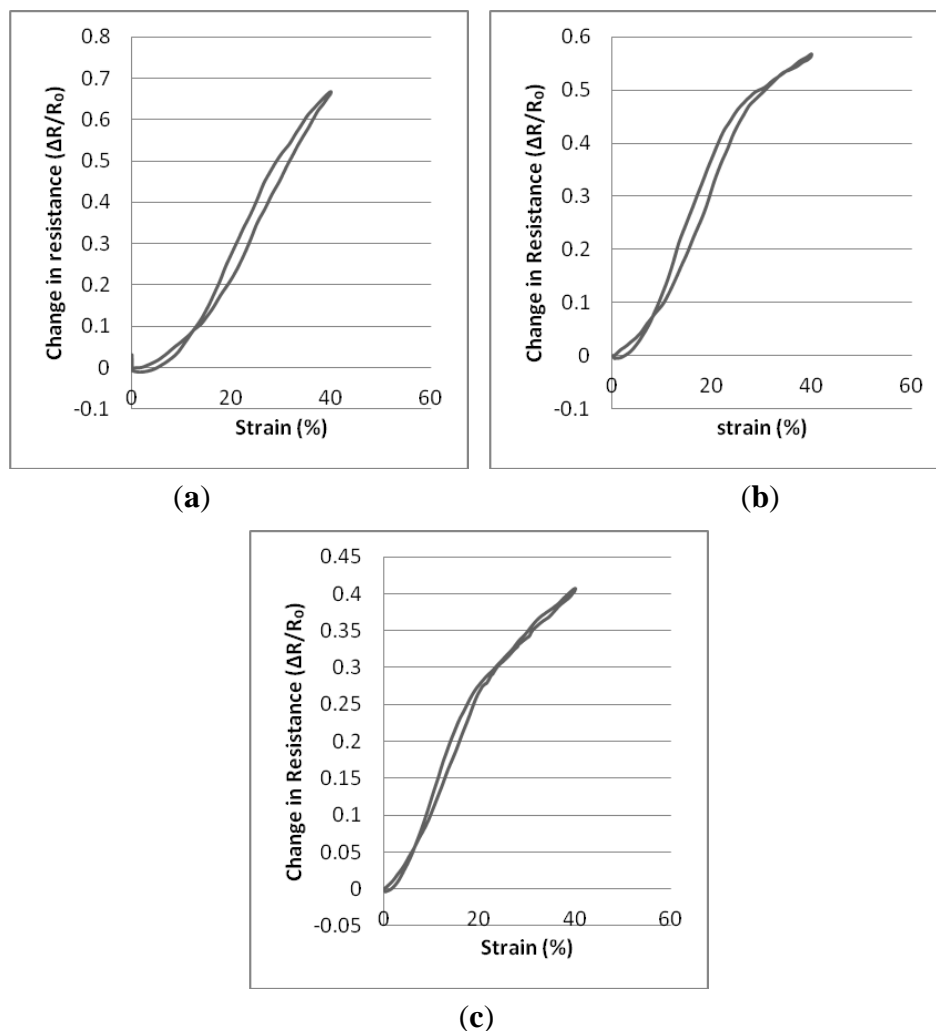 0.8
0.7
0.6
0.5
0.4
0.3
0.2
0.1
0
-0.1
0 20 40 60
Change in resistance (ΔR/R₀)
Strain (%)
(a)
0.6
0.5
0.4
0.3
0.2
0.1
0
-0.1
0 20 40 60
Change in Resistance (ΔR/R₀)
strain (%)
(b)
0.45
0.4
0.35
0.3
0.25
0.2
0.15
0.1
0.05
0
-0.05
0 20 40 60
Change in Resistance (ΔR/R₀)
Strain (%)
(c)